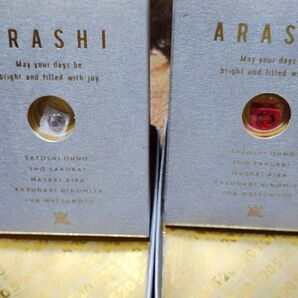 ARASHI
May your days be
bright and filled with joy.
SATOSHI OHNO
SHO SAKURAI
MASAKI AIBA
KAZUNARI NINOMIYA
JUN MATSUMOTO
ARAS
May your days be
bright and filled with joy
SATOSHI OHNO
SHO SAKURAI
MASAKI AIBA
KAZUNARI NINOMIYA
JUN MATSUMOTO